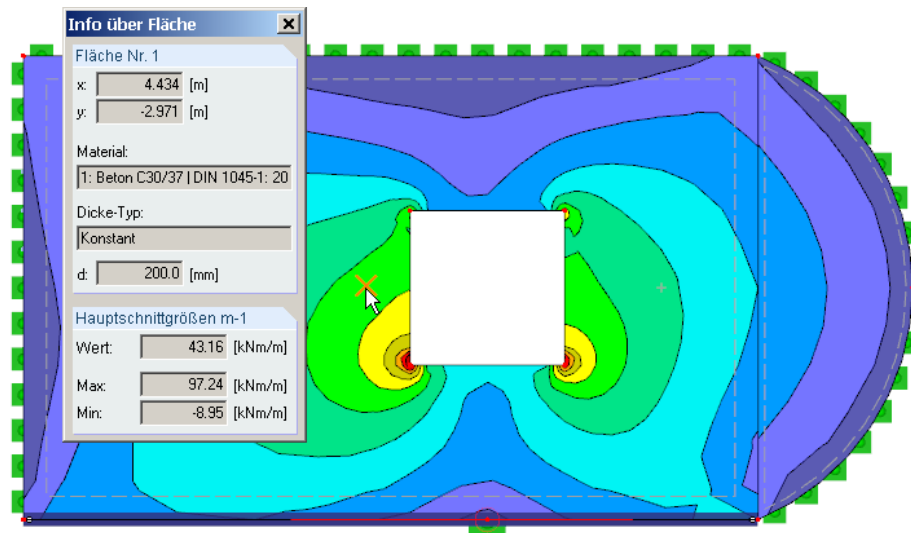 Info über Fläche
Fläche Nr. 1
x: 4.434 [m]
y: -2.971 [m]
Material:
1: Beton C30/37 | DIN 1045-1: 20
Dicke-Typ:
Konstant
d: 200.0 [mm]
Hauptschnittgrößen m-1
Wert: 43.16 [kNm/m]
Max: 97.24 [kNm/m]
Min: -8.95 [kNm/m]